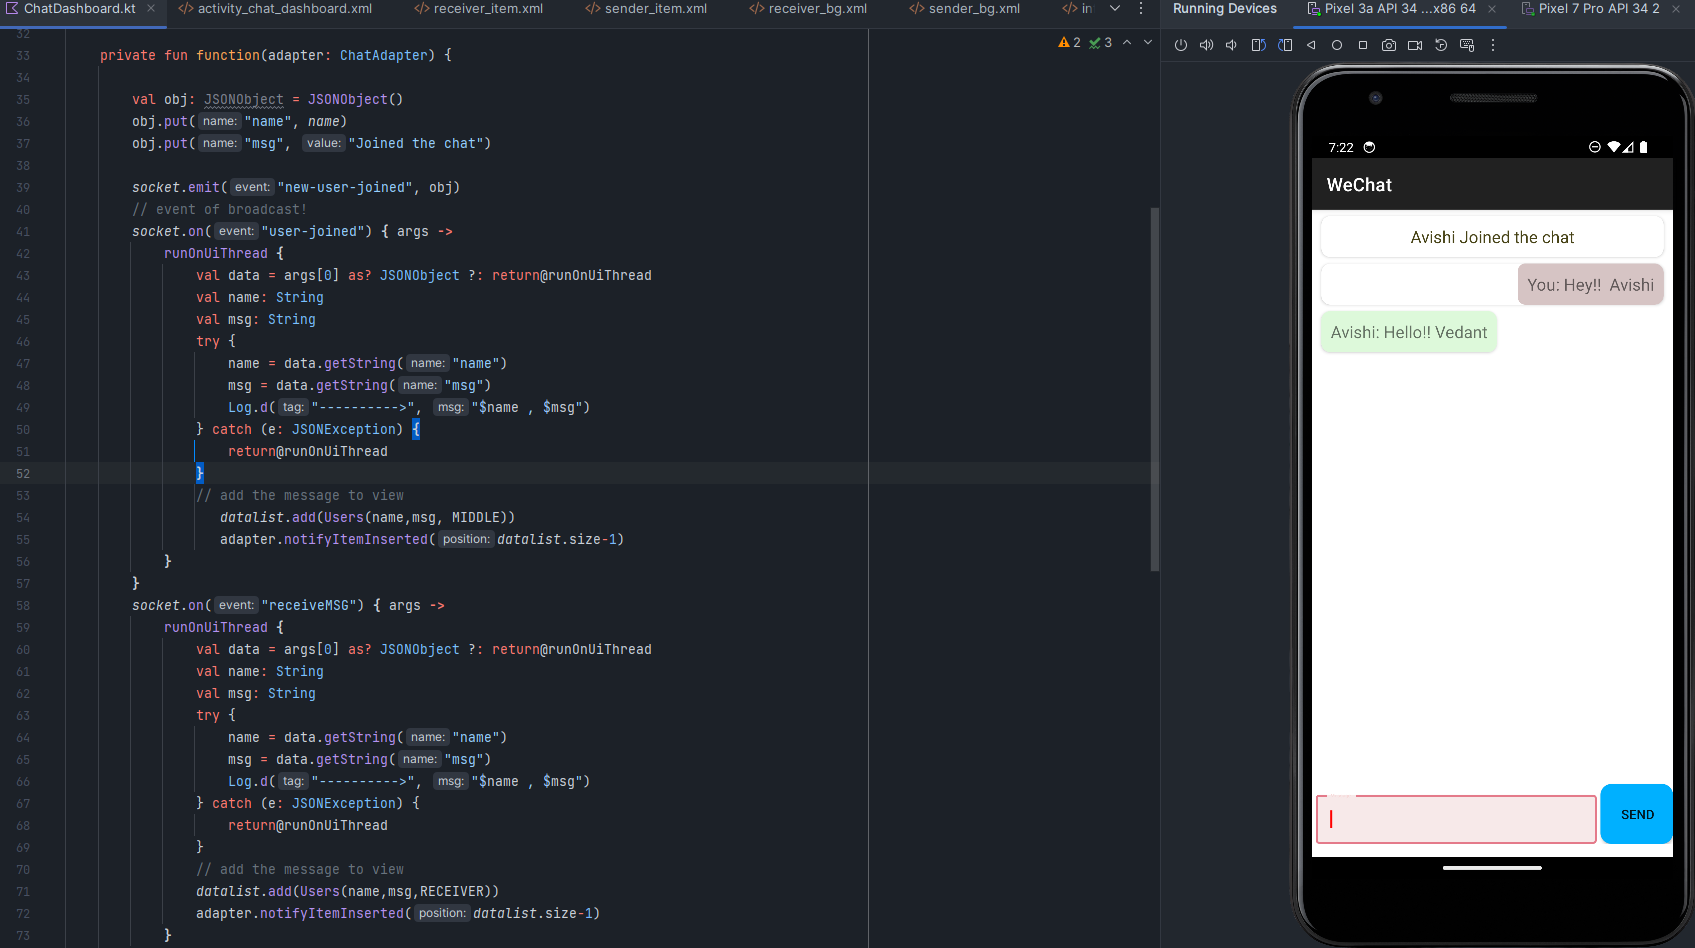 ChatDashboard.kt
activity_chat_dashboard.xml
receiver_item.xml
sender_item.xml
receiver_bg.xml
sender_bg.xml
in
2
3
32
33 private fun function(adapter: ChatAdapter) {
34
35 val obj: JSONObject = JSONObject()
36 obj.put( name: "name", name)
37 obj.put( name: "msg", value: "Joined the chat")
38
39 socket.emit( event: "new-user-joined", obj)
40 // event of broadcast!
41 socket.on( event: "user-joined") { args ->
42 runOnUiThread {
43 val data = args[0] as? JSONObject ?: return@runOnUiThread
44 val name: String
45 val msg: String
46 try {
47 name = data.getString( name: "name")
48 msg = data.getString( name: "msg")
49 Log.d( tag: "---------->", msg: "$name , $msg")
50 } catch (e: JSONException) {
51 return@runOnUiThread
52 }
53 // add the message to view
54 datalist.add(Users(name,msg, MIDDLE))
55 adapter.notifyItemInserted( position: datalist.size-1)
56 }
57 }
58 socket.on( event: "receiveMSG") { args ->
59 runOnUiThread {
60 val data = args[0] as? JSONObject ?: return@runOnUiThread
61 val name: String
62 val msg: String
63 try {
64 name = data.getString( name: "name")
65 msg = data.getString( name: "msg")
66 Log.d( tag: "---------->", msg: "$name , $msg")
67 } catch (e: JSONException) {
68 return@runOnUiThread
69 }
70 // add the message to view
71 datalist.add(Users(name,msg,RECEIVER))
72 adapter.notifyItemInserted( position: datalist.size-1)
73 }
Running Devices
Pixel 3a API 34 ...x86 64
Pixel 7 Pro API 34 2
7:22
WeChat
Avishi Joined the chat
You: Hey!!  Avishi
Avishi: Hello!! Vedant
SEND